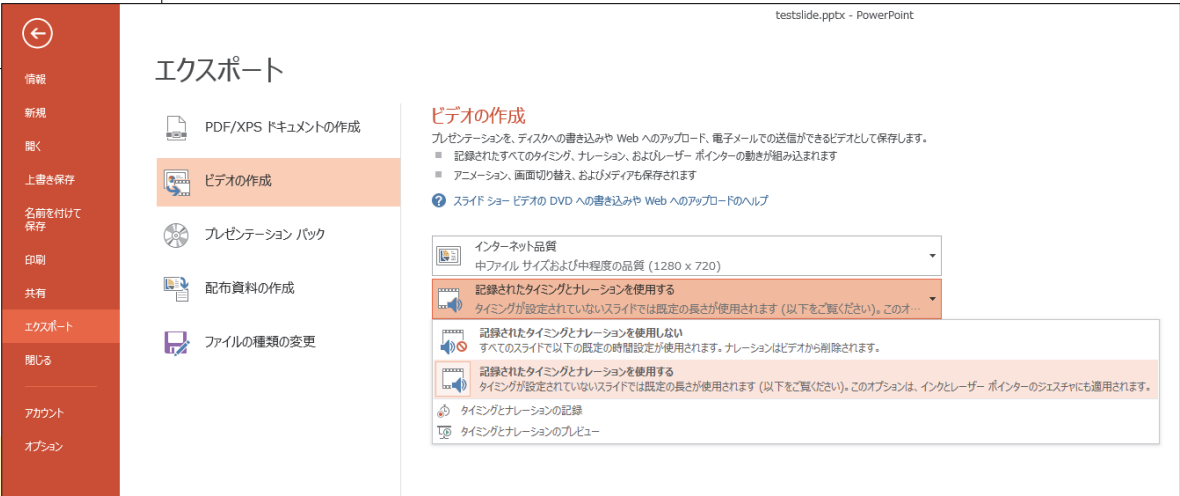 testslide.pptx - PowerPoint
情報
新規
開く
上書き保存
名前を付けて
保存
印刷
共有
エクスポート
閉じる
アカウント
オプション
エクスポート
PDF/XPS ドキュメントの作成
ビデオの作成
プレゼンテーション パック
配布資料の作成
ファイルの種類の変更
ビデオの作成
プレゼンテーションを、ディスクへの書き込みや Web へのアップロード、電子メールでの送信ができるビデオとして保存します。
記録されたすべてのタイミング、ナレーション、およびレーザー ポインターの動きが組み込まれます
アニメーション、画面切り替え、およびメディアも保存されます
スライド ショー ビデオの DVD への書き込みや Web へのアップロードのヘルプ
インターネット品質
中ファイル サイズおよび中程度の品質 (1280 x 720)
記録されたタイミングとナレーションを使用する
タイミングが設定されていないスライドでは既定の長さが使用されます (以下をご覧ください)。このオ…
記録されたタイミングとナレーションを使用しない
すべてのスライドで以下の既定の時間設定が使用されます。ナレーションはビデオから削除されます。
記録されたタイミングとナレーションを使用する
タイミングが設定されていないスライドでは既定の長さが使用されます (以下をご覧ください)。このオプションは、インクとレーザー ポインターのジェスチャにも適用されます。
タイミングとナレーションの記録
タイミングとナレーションのプレビュー